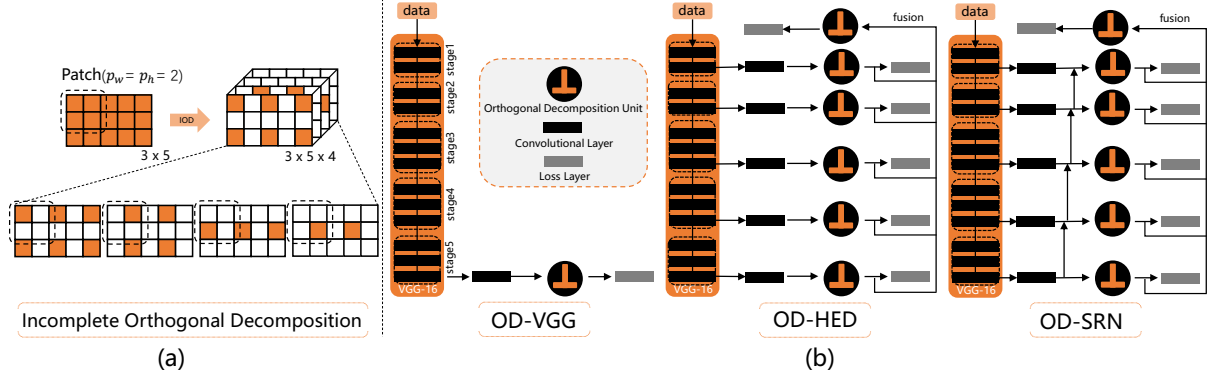 Patch(pw = ph = 2)
IOD
3 x 5
3 x 5 x 4
Incomplete Orthogonal Decomposition
(a)
data
stage1
stage2
stage3
stage4
stage5
VGG-16
Orthogonal Decomposition Unit
Convolutional Layer
Loss Layer
OD-VGG
data
fusion
VGG-16
OD-HED
(b)
data
fusion
VGG-16
OD-SRN